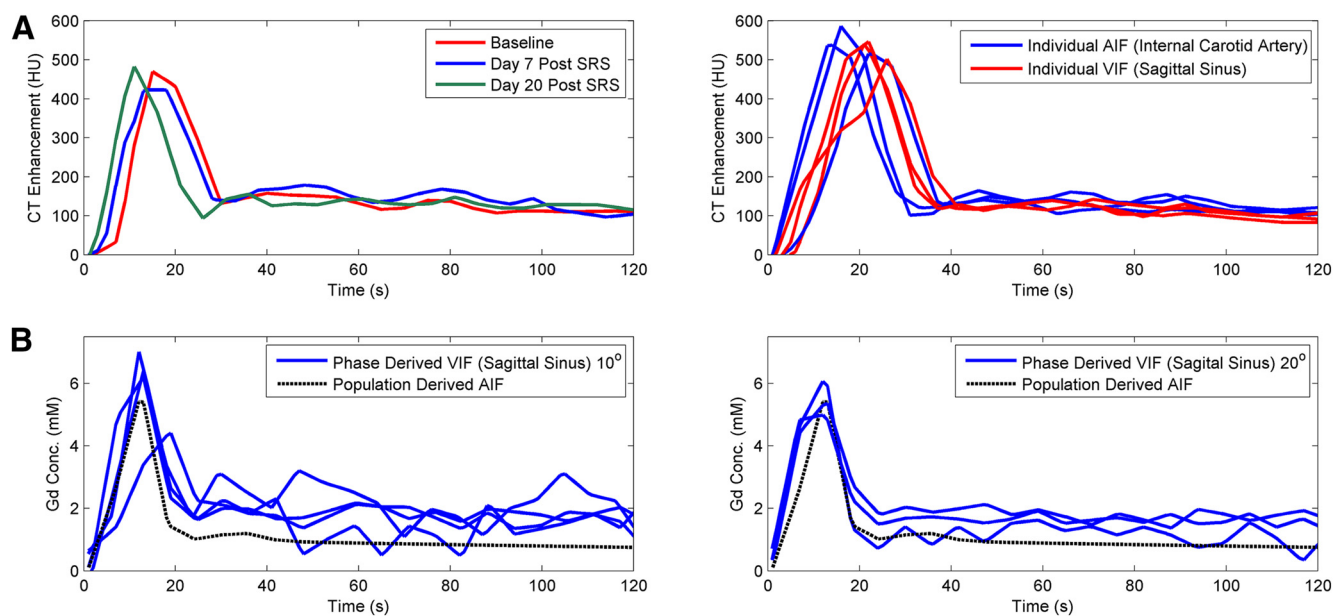 A
CT Enhancement (HU)
600
500
400
300
200
100
0
0 20 40 60 80 100 120
Time (s)
Baseline
Day 7 Post SRS
Day 20 Post SRS
CT Enhancement (HU)
600
500
400
300
200
100
0
0 20 40 60 80 100 120
Time (s)
Individual AIF (Internal Carotid Artery)
Individual VIF (Sagittal Sinus)
B
Gd Conc. (mM)
6
4
2
0
0 20 40 60 80 100 120
Time (s)
Phase Derived VIF (Sagittal Sinus) 10°
Population Derived AIF
Gd Conc. (mM)
6
4
2
0
0 20 40 60 80 100 120
Time (s)
Phase Derived VIF (Sagital Sinus) 20°
Population Derived AIF